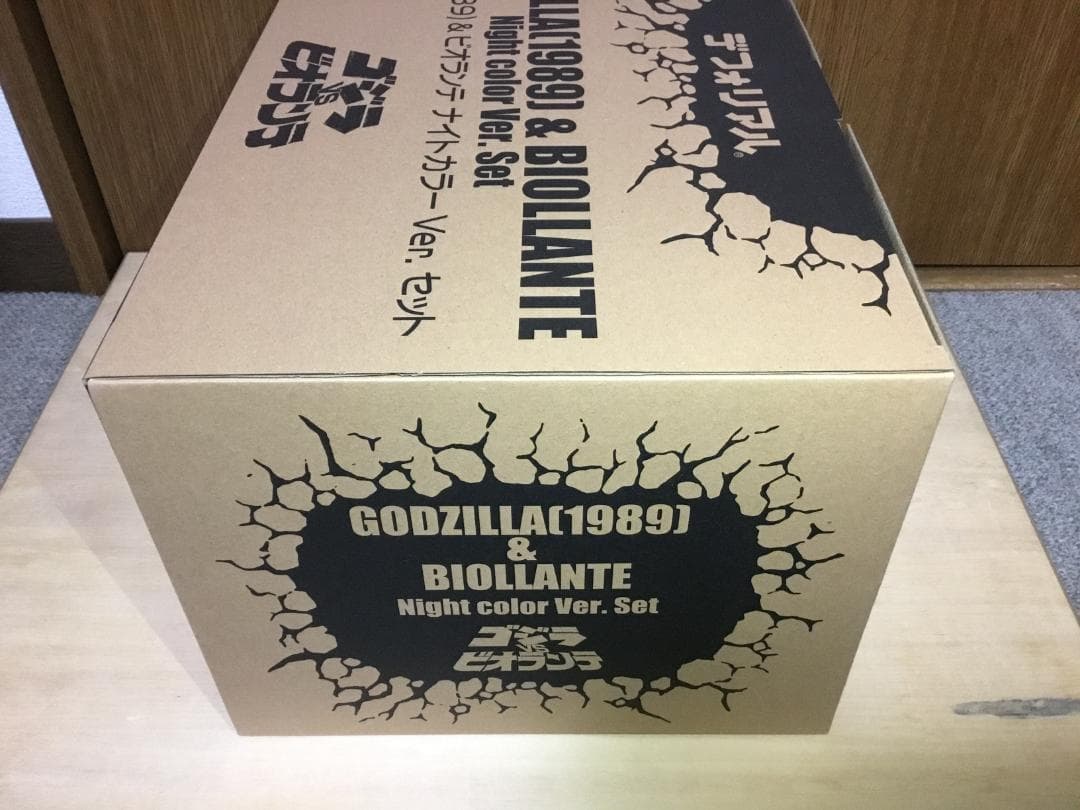 デフォリアル®
LLA(1989) & BIOLLANTE
Night color Ver. Set
89) & ビオランテ ナイトカラー Ver. セット
ゴジラ
VS
ビオランテ
GODZILLA(1989)
&
BIOLLANTE
Night color Ver. Set
ゴジラ
VS
ビオランテ